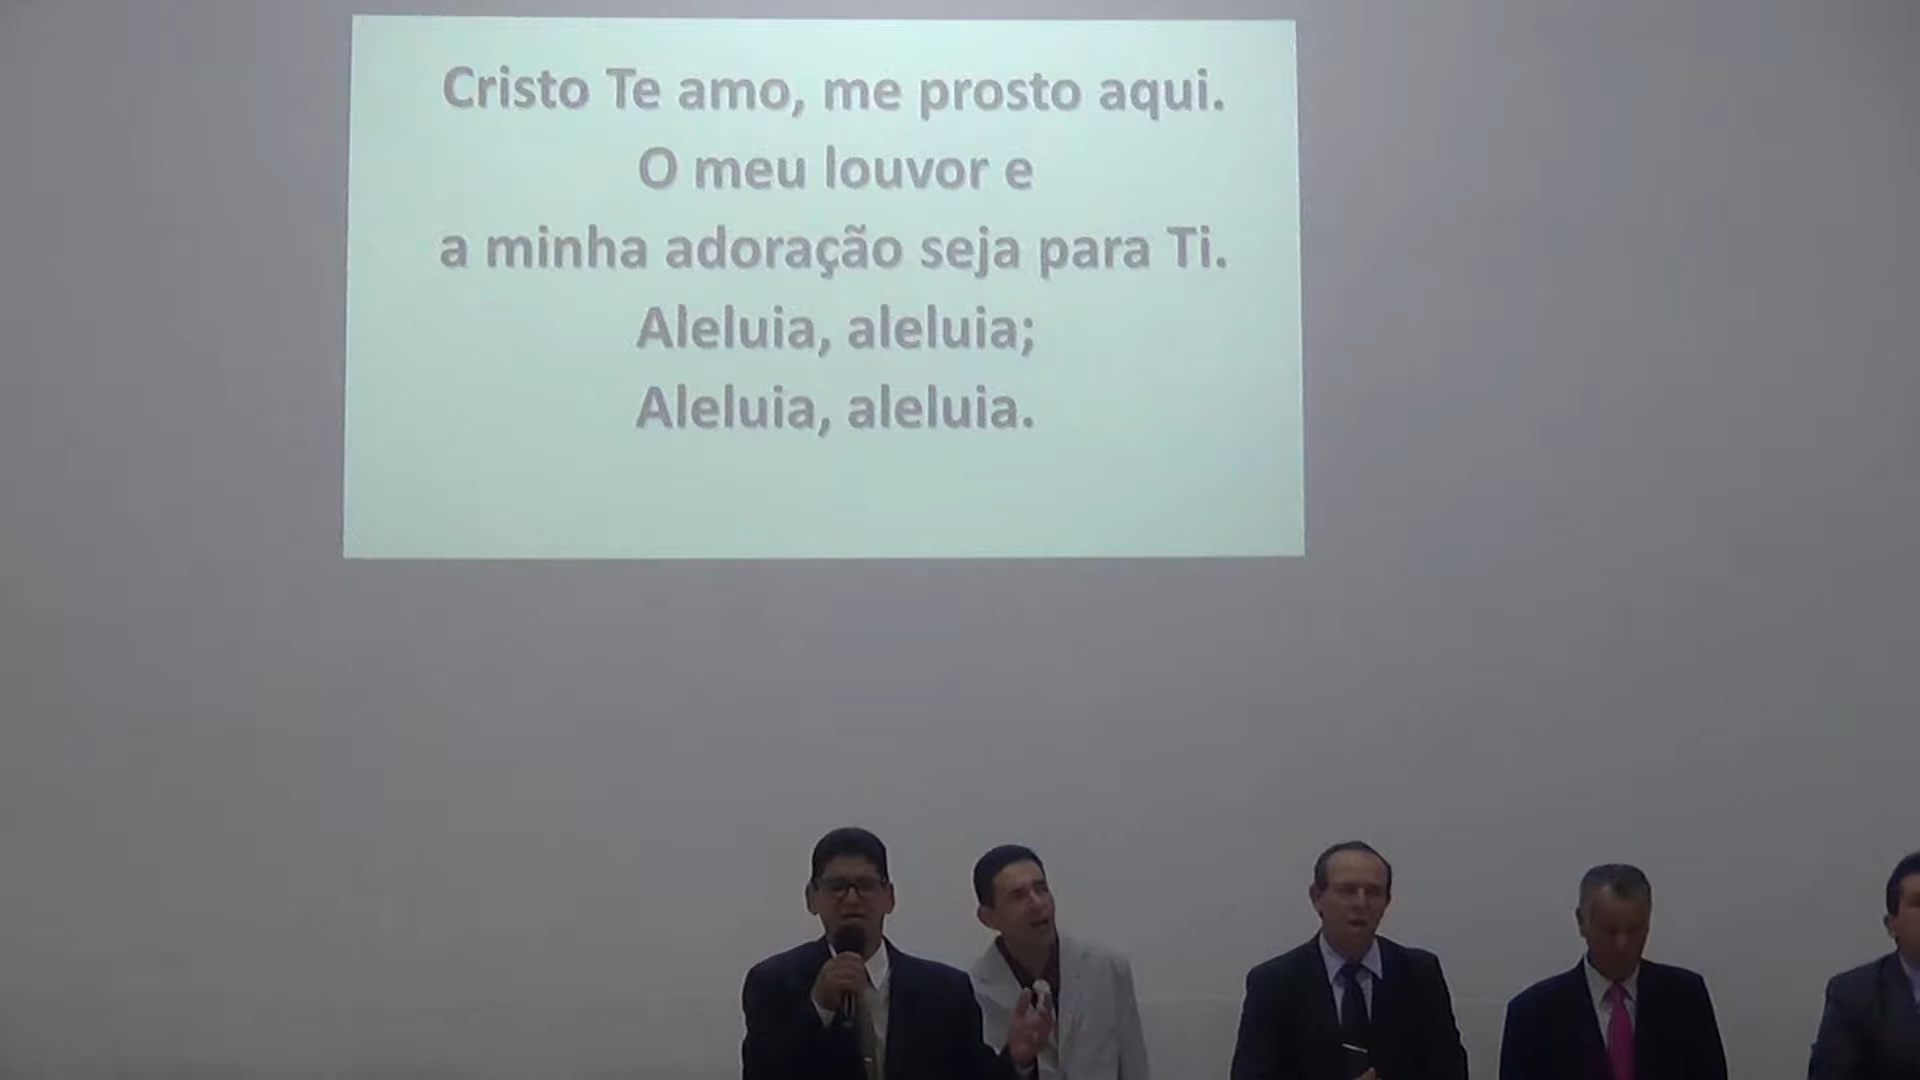 Cristo Te amo, me prosto aqui.
O meu louvor e
a minha adoração seja para Ti.
Aleluia, aleluia;
Aleluia, aleluia.